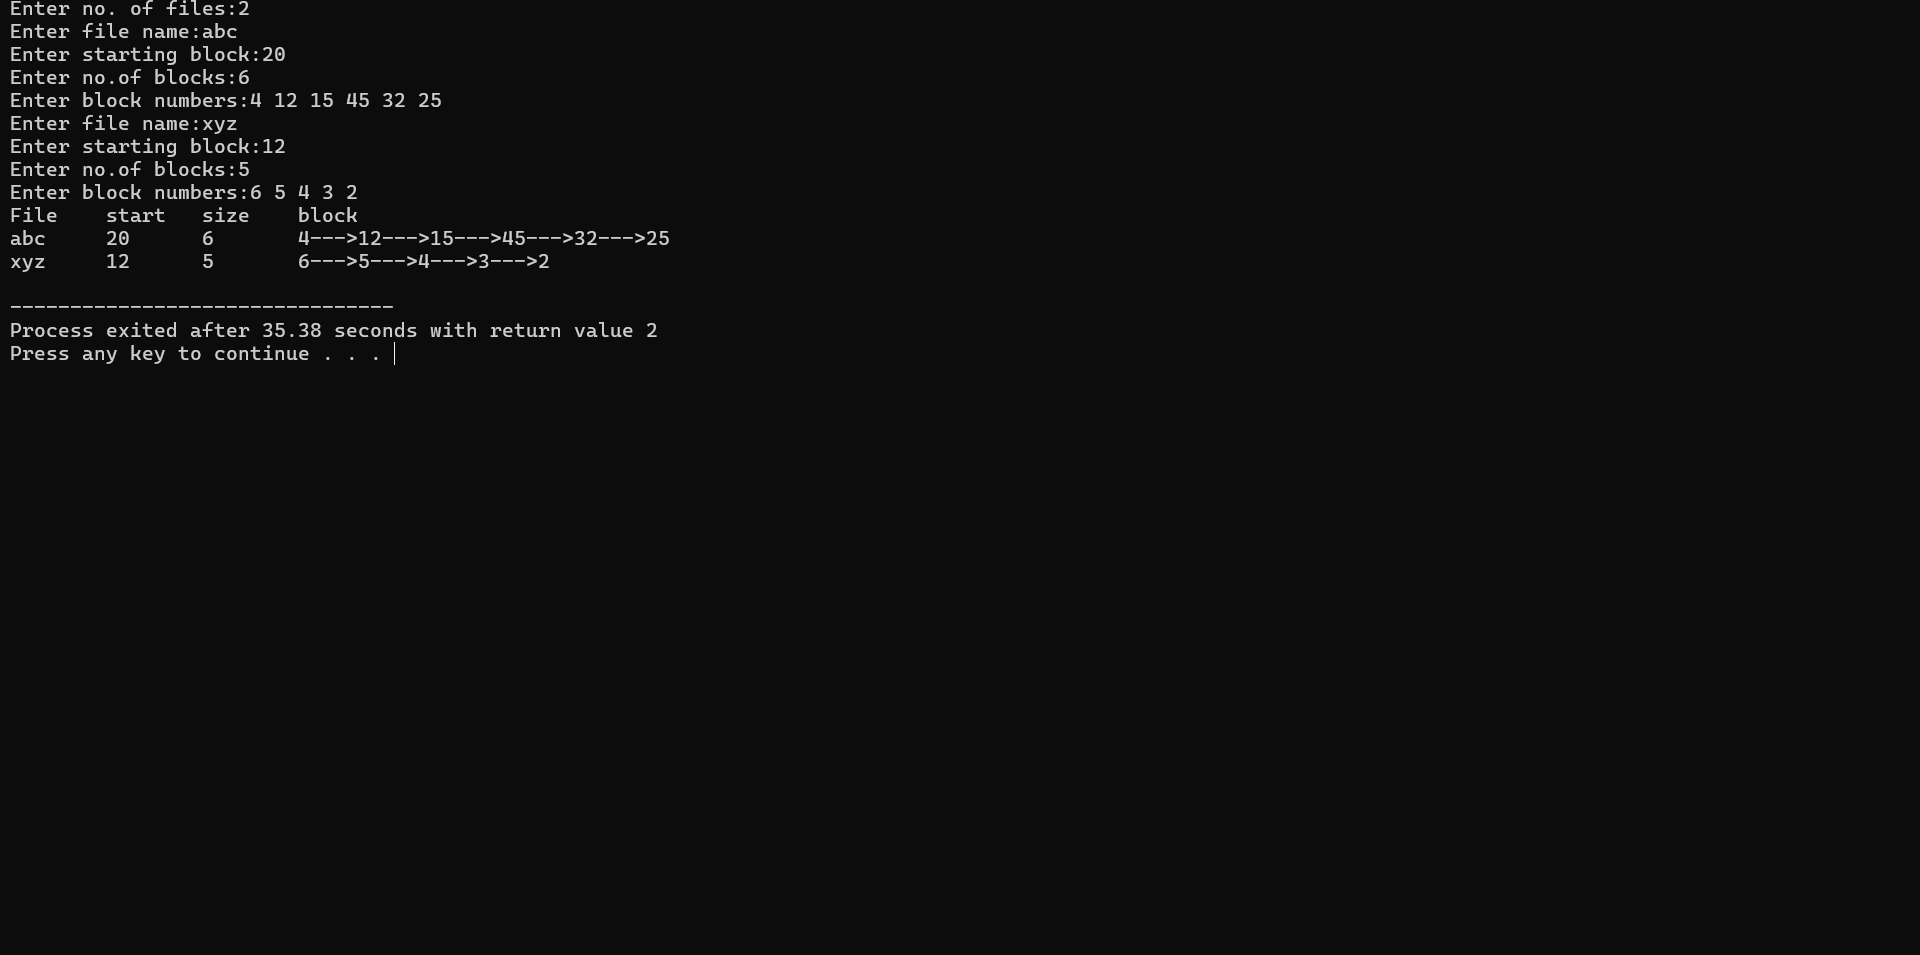 Enter no. of files:2
Enter file name:abc
Enter starting block:20
Enter no.of blocks:6
Enter block numbers:4 12 15 45 32 25
Enter file name:xyz
Enter starting block:12
Enter no.of blocks:5
Enter block numbers:6 5 4 3 2
File    start   size    block
abc     20      6       4--->12--->15--->45--->32--->25
xyz     12      5       6--->5--->4--->3--->2

--------------------------------
Process exited after 35.38 seconds with return value 2
Press any key to continue . . .